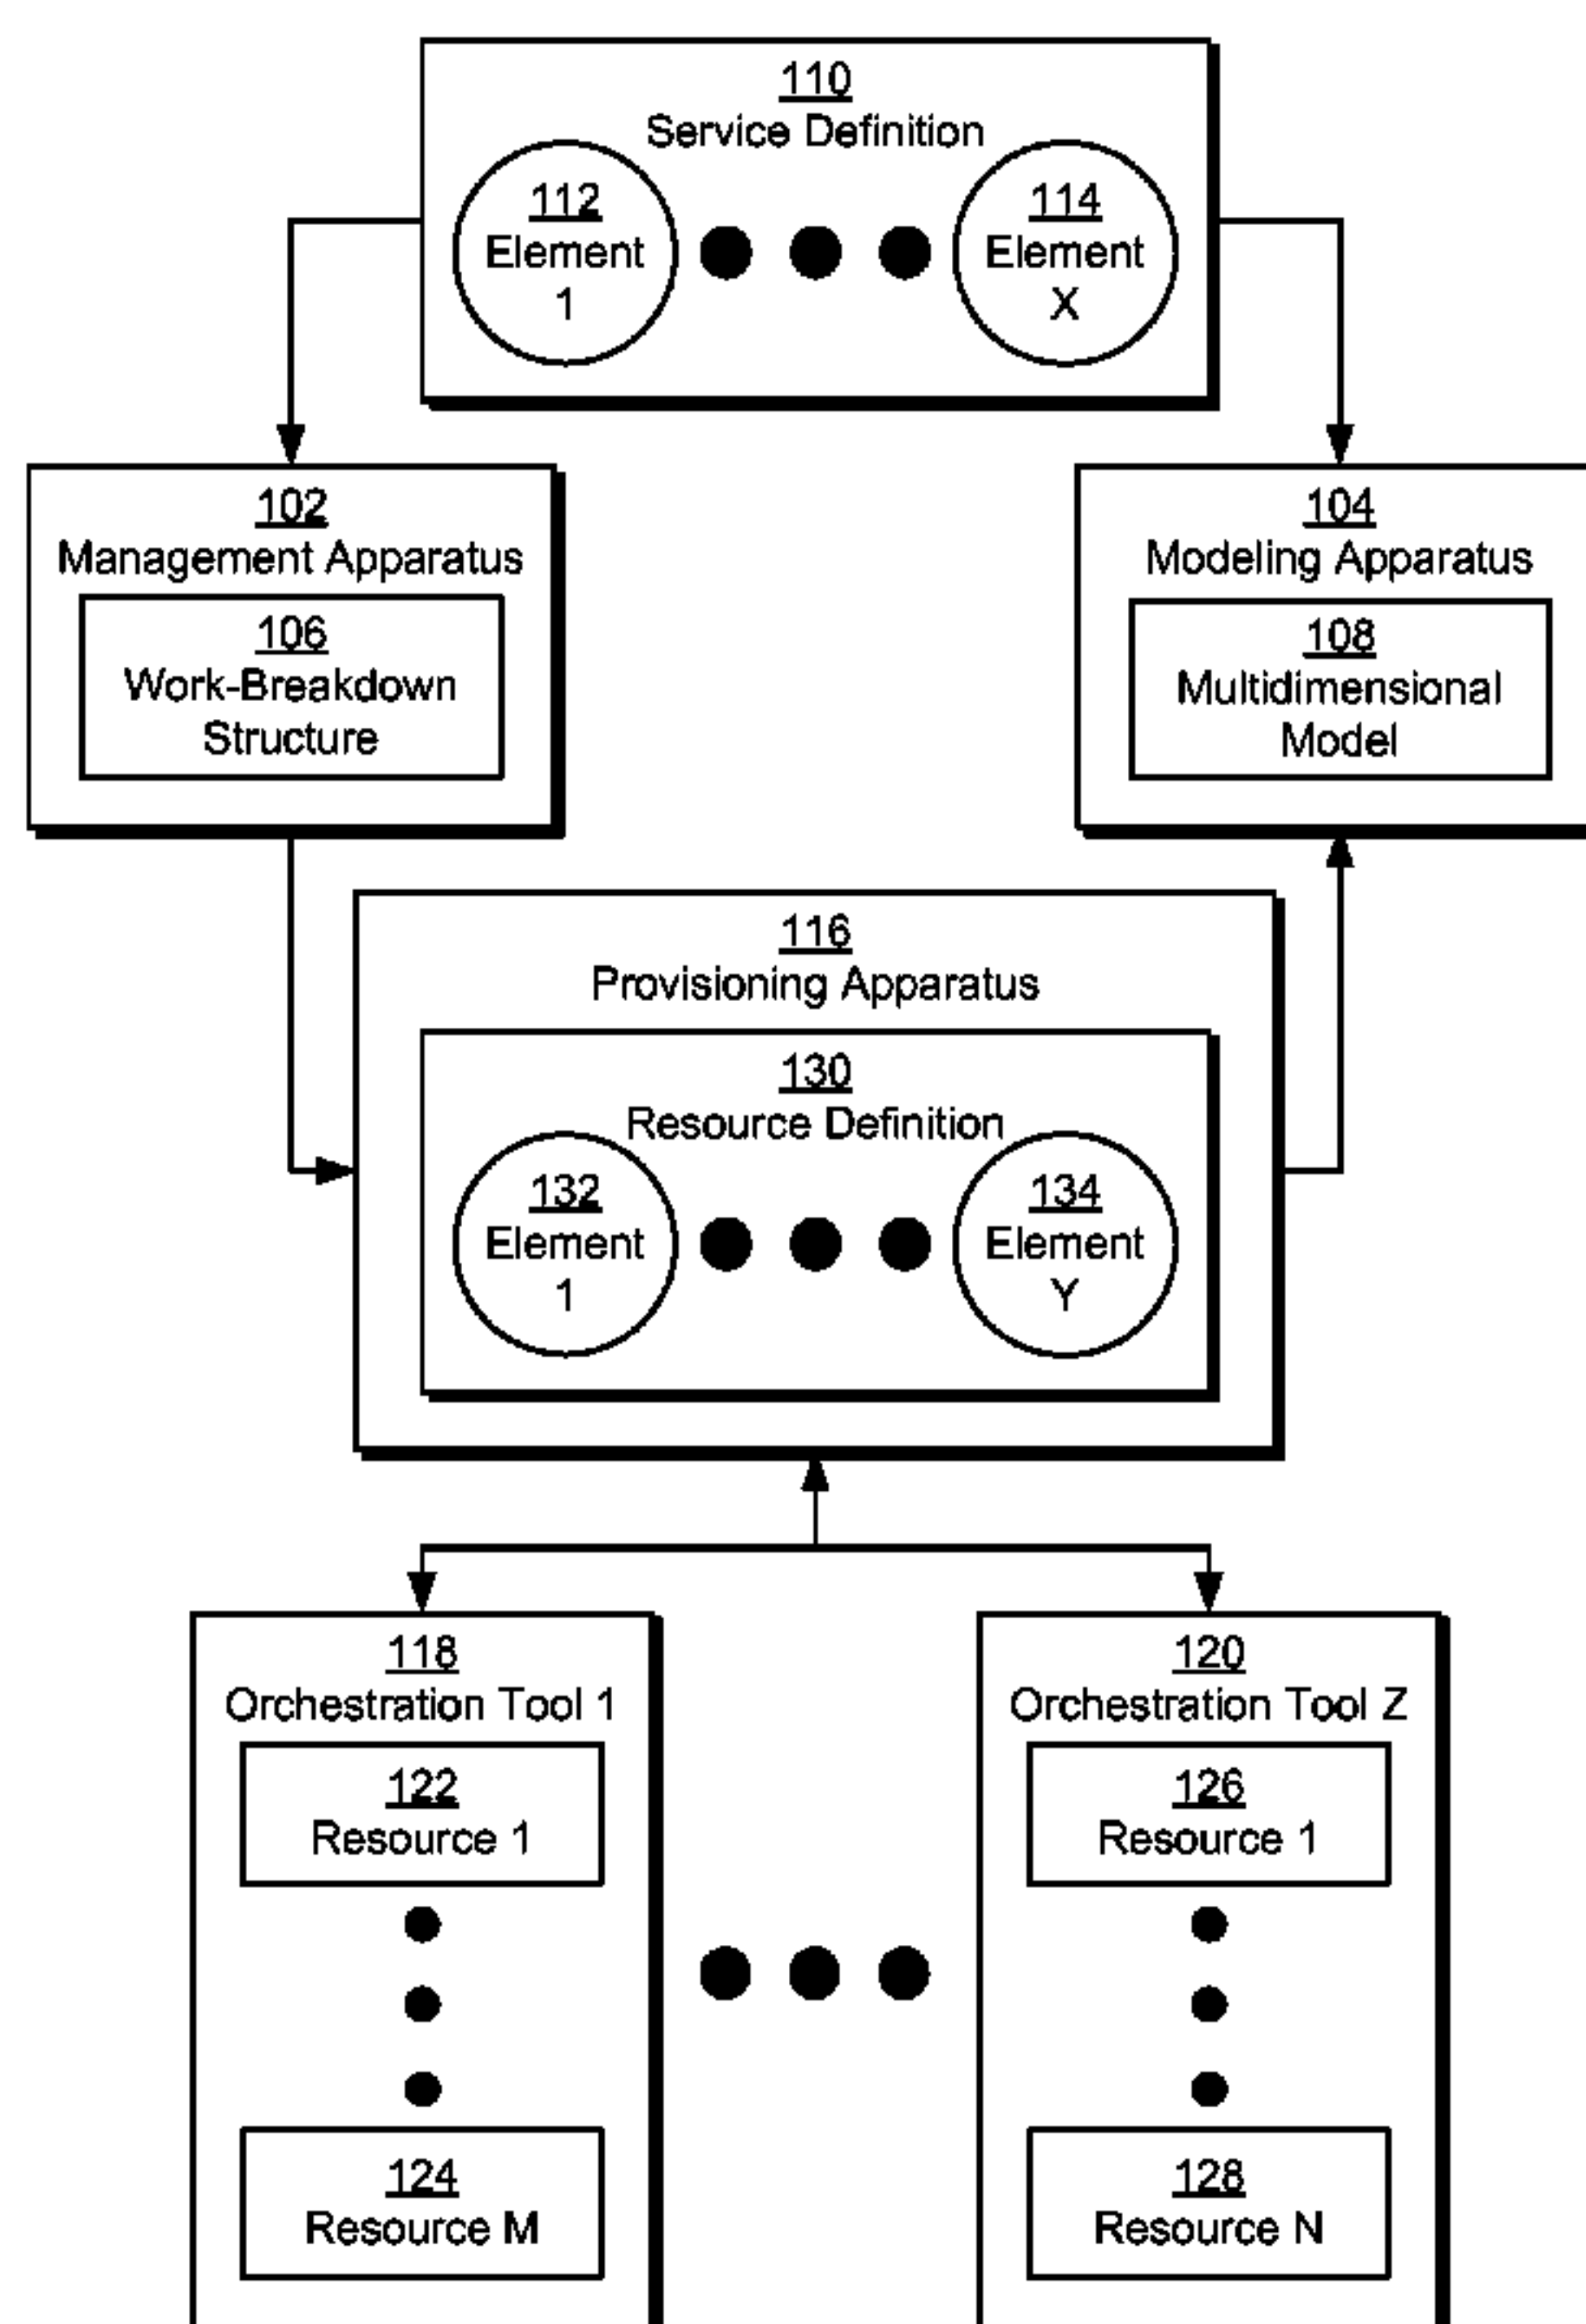 110
Service Definition
112
Element
1
114
Element
X
102
Management Apparatus
106
Work-Breakdown
Structure
104
Modeling Apparatus
108
Multidimensional
Model
116
Provisioning Apparatus
130
Resource Definition
132
Element
1
134
Element
Y
118
Orchestration Tool 1
122
Resource 1
124
Resource M
120
Orchestration Tool Z
126
Resource 1
128
Resource N